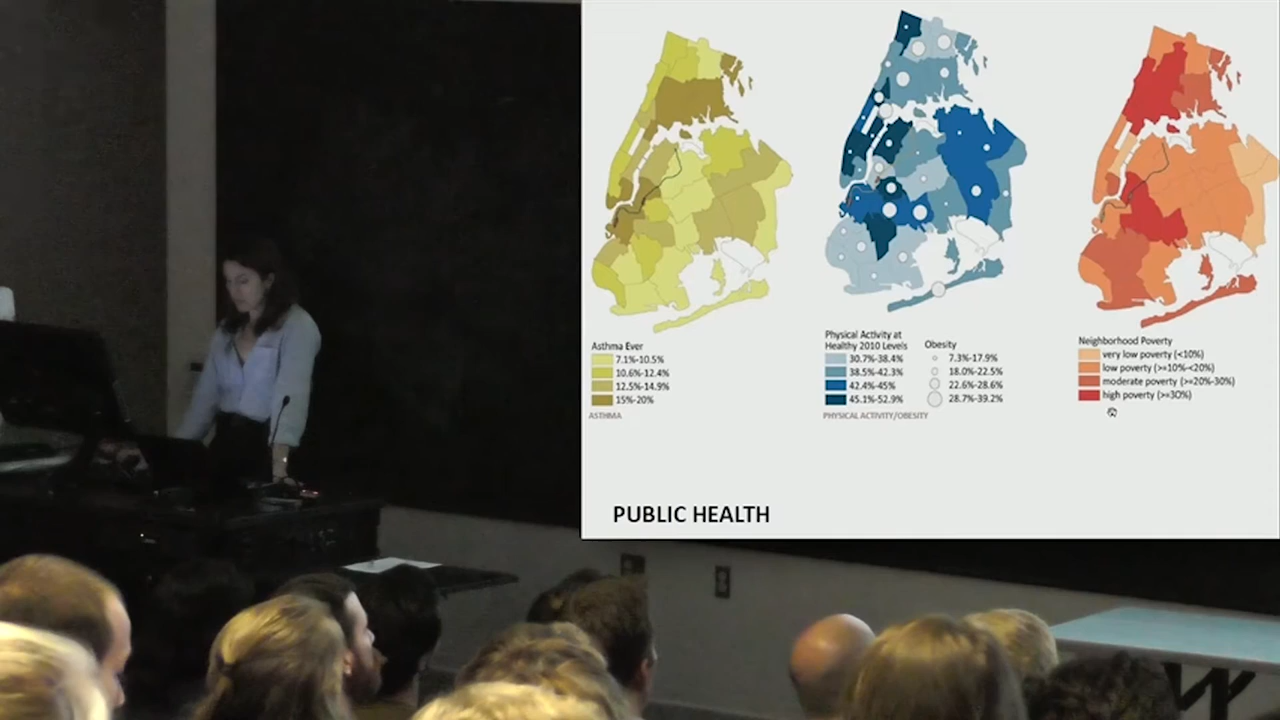 Asthma Ever
7.1%-10.5%
10.6%-12.4%
12.5%-14.9%
15%-20%
ASTHMA
Physical Activity at
Healthy 2010 Levels
30.7%-38.4%
38.5%-42.3%
42.4%-45%
45.1%-52.9%
PHYSICAL ACTIVITY/OBESITY
Obesity
7.3%-17.9%
18.0%-22.5%
22.6%-28.6%
28.7%-39.2%
Neighborhood Poverty
very low poverty (<10%)
low poverty (>=10%-<20%)
moderate poverty (>=20%-30%)
high poverty (>=30%)
PUBLIC HEALTH